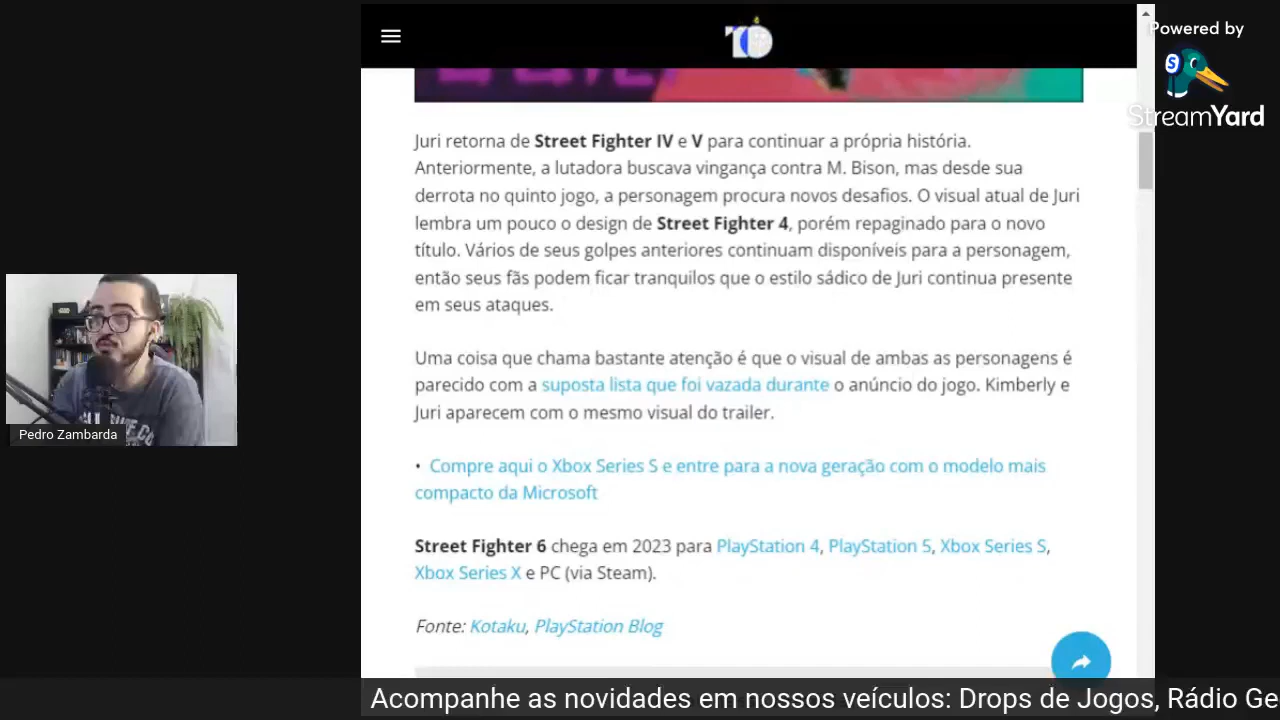 Powered by
StreamYard
Juri retorna de Street Fighter IV e V para continuar a própria história.
Anteriormente, a lutadora buscava vingança contra M. Bison, mas desde sua
derrota no quinto jogo, a personagem procura novos desafios. O visual atual de Juri
lembra um pouco o design de Street Fighter 4, porém repaginado para o novo
título. Vários de seus golpes anteriores continuam disponíveis para a personagem,
então seus fãs podem ficar tranquilos que o estilo sádico de Juri continua presente
em seus ataques.
Uma coisa que chama bastante atenção é que o visual de ambas as personagens é
parecido com a suposta lista que foi vazada durante o anúncio do jogo. Kimberly e
Juri aparecem com o mesmo visual do trailer.
• Compre aqui o Xbox Series S e entre para a nova geração com o modelo mais
compacto da Microsoft
Street Fighter 6 chega em 2023 para PlayStation 4, PlayStation 5, Xbox Series S,
Xbox Series X e PC (via Steam).
Fonte: Kotaku, PlayStation Blog
Pedro Zambarda
Acompanhe as novidades em nossos veículos: Drops de Jogos, Rádio Ge